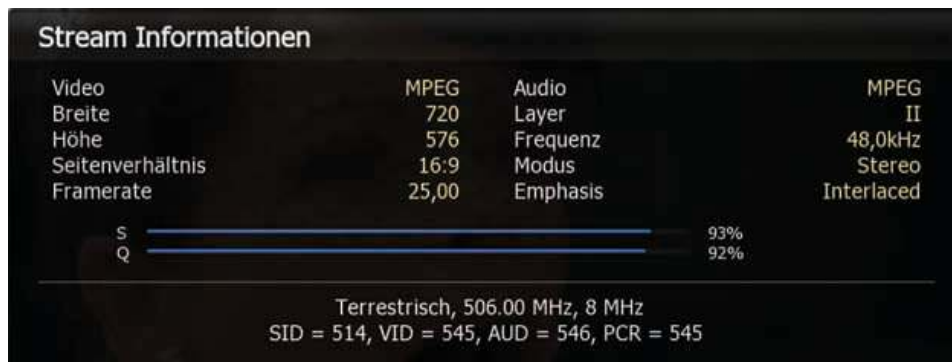 Stream Informationen
Video MPEG Audio MPEG
Breite 720 Layer II
Höhe 576 Frequenz 48,0kHz
Seitenverhältnis 16:9 Modus Stereo
Framerate 25,00 Emphasis Interlaced
S 93%
Q 92%
Terrestrisch, 506.00 MHz, 8 MHz
SID = 514, VID = 545, AUD = 546, PCR = 545